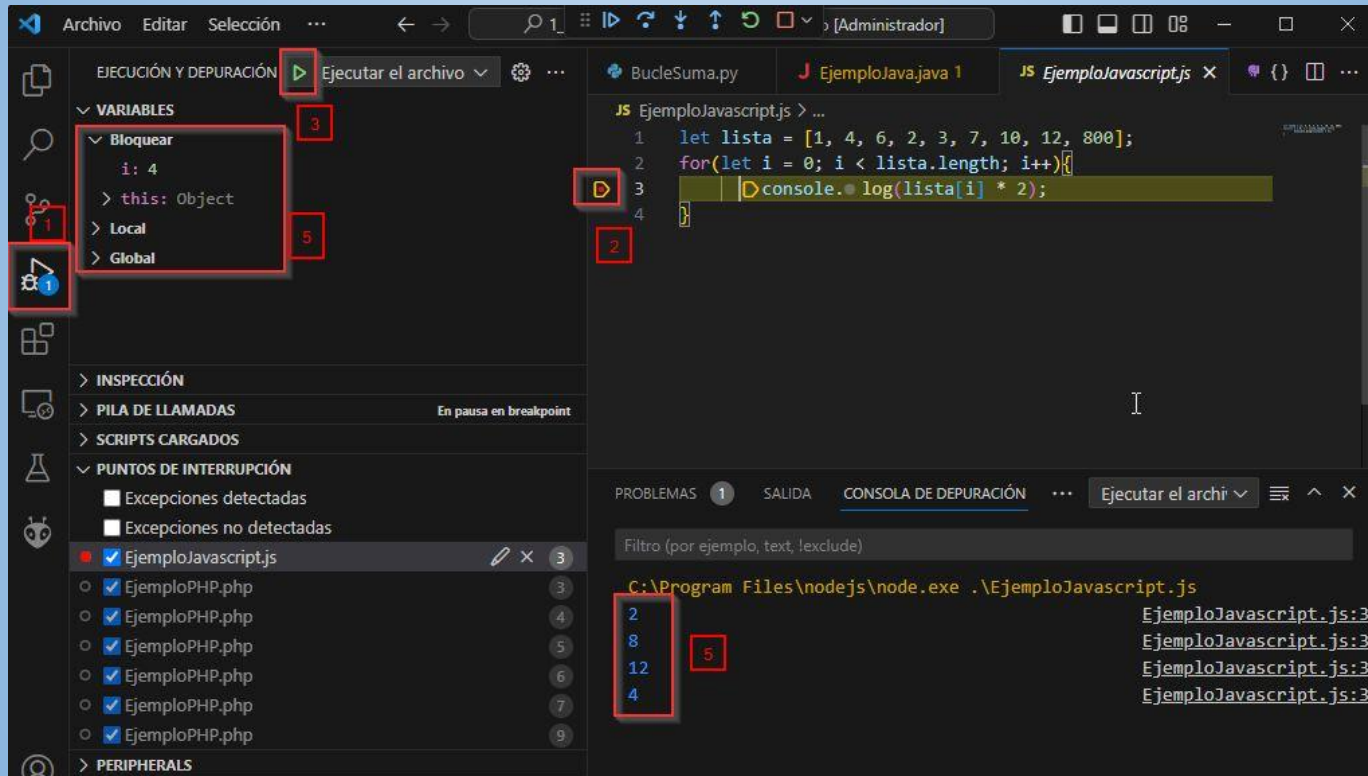 Archivo Editar Selección ··· 1_ [Administrador]
EJECUCIÓN Y DEPURACIÓN Ejecutar el archivo ···
3
VARIABLES
Bloquear
i: 4
this: Object
Local
Global
5
1
1
BucleSuma.py J EjemploJava.java 1 JS EjemploJavascript.js {} ···
JS EjemploJavascript.js > ...
1 let lista = [1, 4, 6, 2, 3, 7, 10, 12, 800];
2 for(let i = 0; i < lista.length; i++){
3 console. log(lista[i] * 2);
4 }
2
INSPECCIÓN
PILA DE LLAMADAS En pausa en breakpoint
SCRIPTS CARGADOS
PUNTOS DE INTERRUPCIÓN
Excepciones detectadas
Excepciones no detectadas
EjemploJavascript.js 3
EjemploPHP.php 3
EjemploPHP.php 4
EjemploPHP.php 5
EjemploPHP.php 6
EjemploPHP.php 7
EjemploPHP.php 9
PERIPHERALS
PROBLEMAS 1 SALIDA CONSOLA DE DEPURACIÓN ··· Ejecutar el archi
Filtro (por ejemplo, text, !exclude)
C:\Program Files\nodejs\node.exe .\EjemploJavascript.js
2 EjemploJavascript.js:3
8 EjemploJavascript.js:3
12 EjemploJavascript.js:3
4 EjemploJavascript.js:3
5